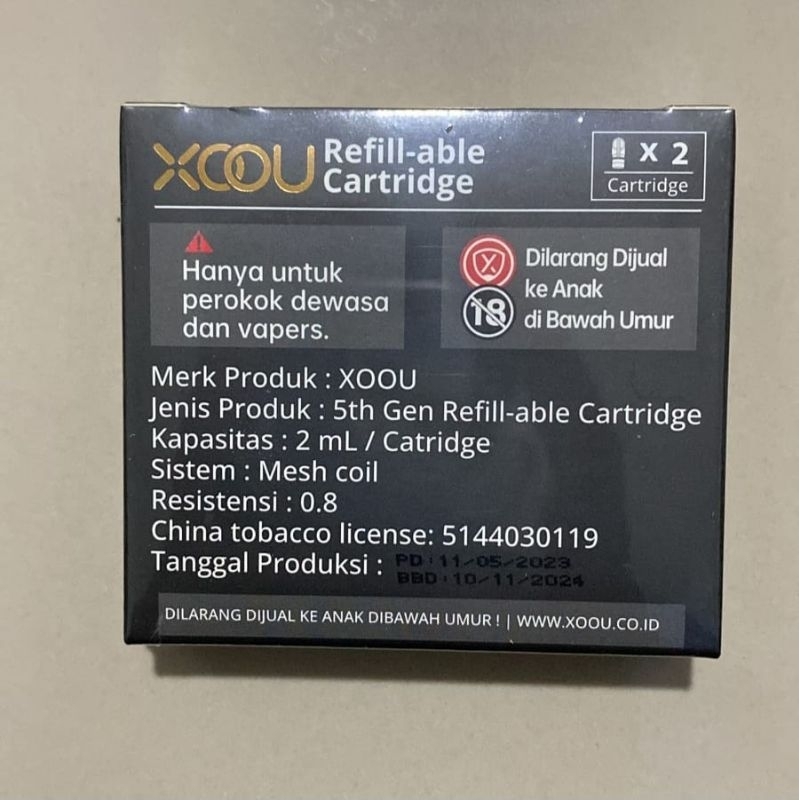 XOOU Refill-able
Cartridge
X 2
Cartridge
Hanya untuk
perokok dewasa
dan vapers.
Dilarang Dijual
ke Anak
di Bawah Umur
18
Merk Produk : XOOU
Jenis Produk : 5th Gen Refill-able Cartridge
Kapasitas : 2 mL / Catridge
Sistem : Mesh coil
Resistensi : 0.8
China tobacco license: 5144030119
Tanggal Produksi : PD:11/05/2023
BBD:10/11/2024
DILARANG DIJUAL KE ANAK DIBAWAH UMUR ! | WWW.XOOU.CO.ID